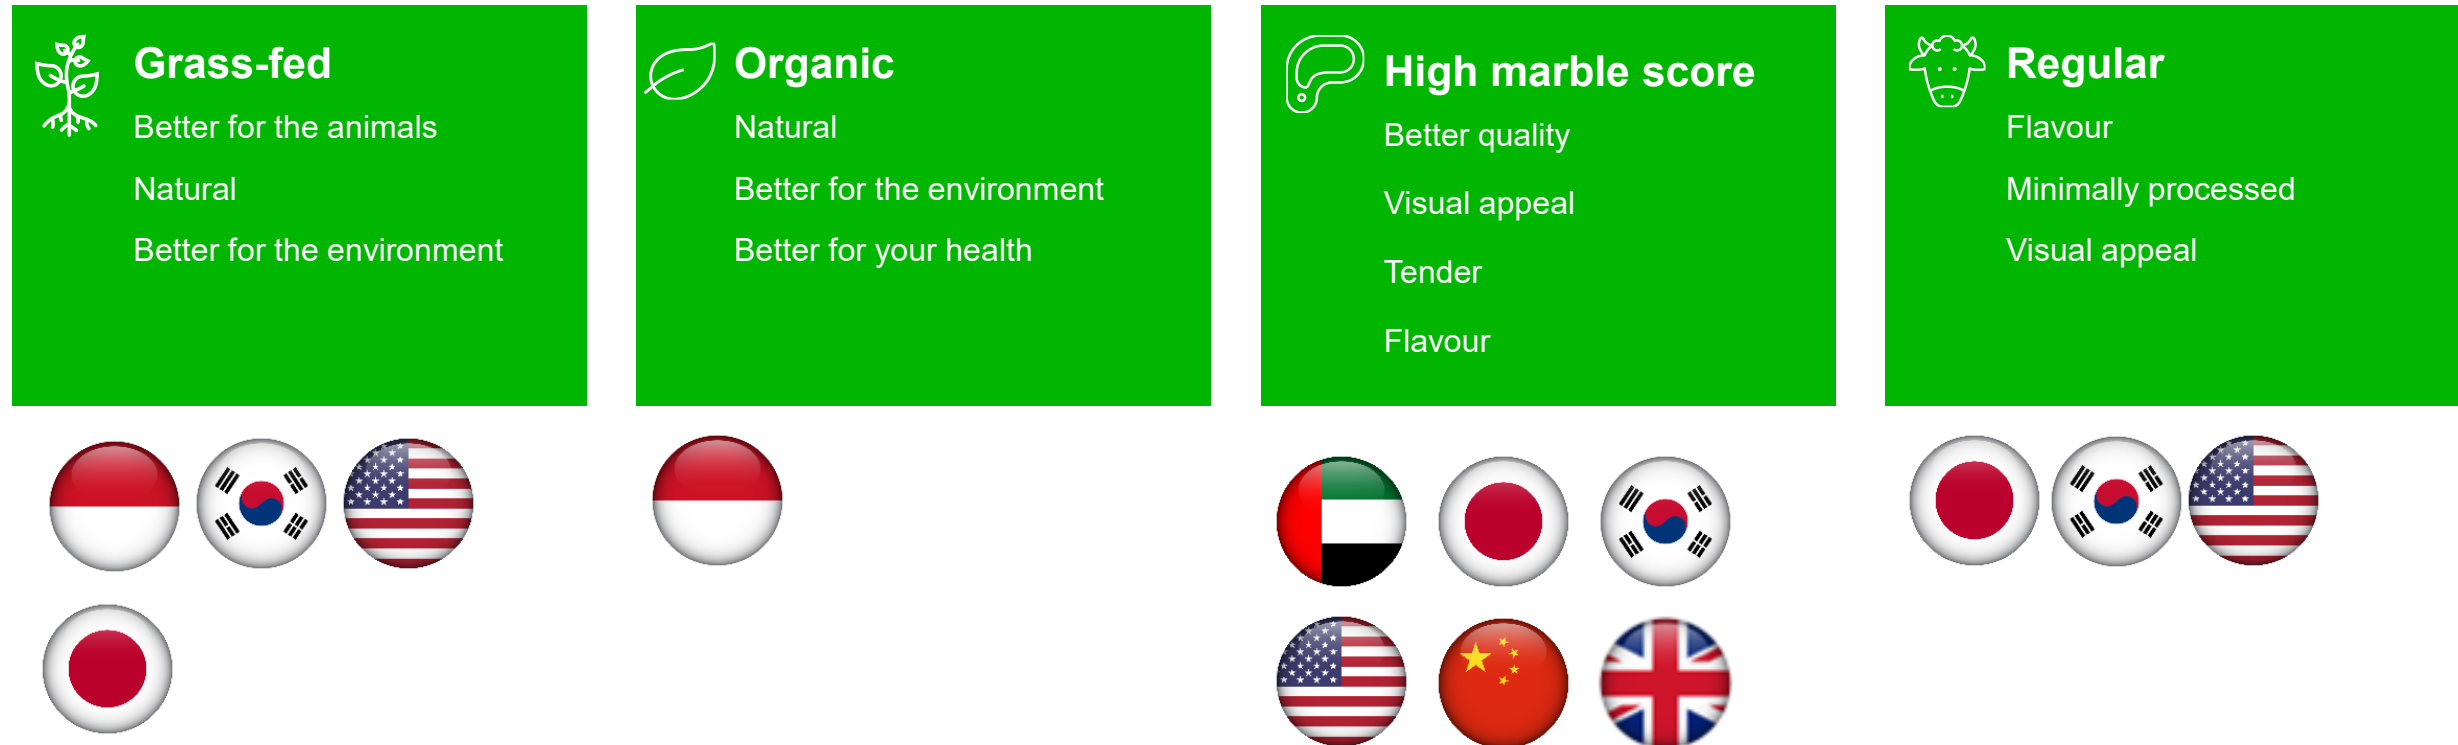 Grass-fed
Better for the animals
Natural
Better for the environment
Organic
Natural
Better for the environment
Better for your health
High marble score
Better quality
Visual appeal
Tender
Flavour
Regular
Flavour
Minimally processed
Visual appeal